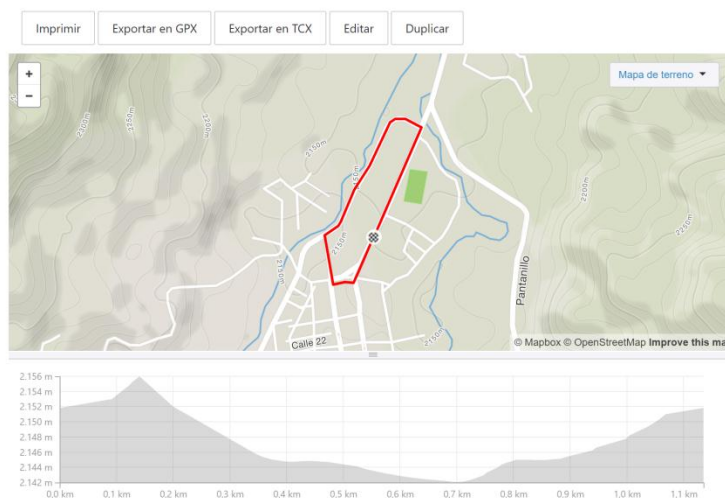 Imprimir Exportar en GPX Exportar en TCX Editar Duplicar
+
−
Mapa de terreno
2300m
2250m
2200m
2150m
2150m
2150m
2150m
2150m
2200m
2250m
Pantanillo
Calle 22
2150m
© Mapbox © OpenStreetMap Improve this ma
2.156 m
2.154 m
2.152 m
2.150 m
2.148 m
2.146 m
2.144 m
2.142 m
0,0 km 0,1 km 0,2 km 0,3 km 0,4 km 0,5 km 0,6 km 0,7 km 0,8 km 0,9 km 1,0 km 1,1 km